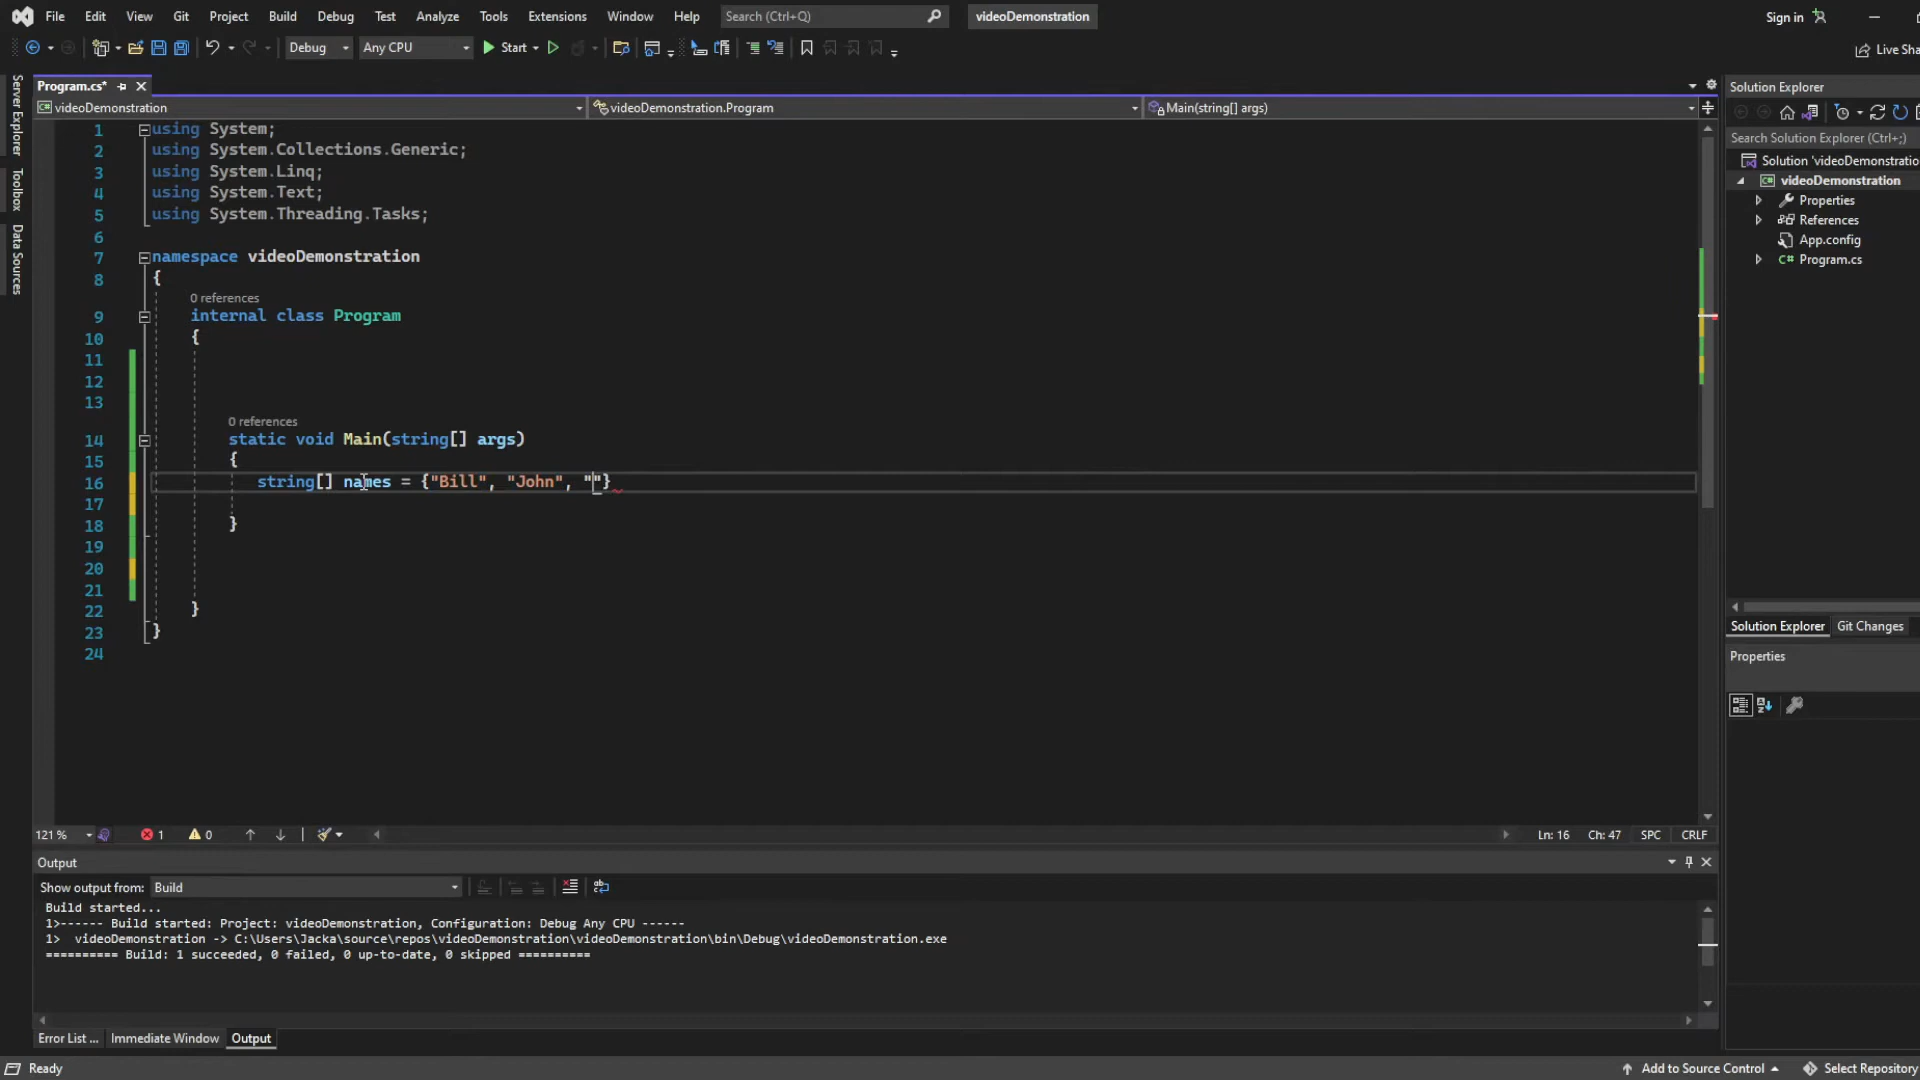 File Edit View Git Project Build Debug Test Analyze Tools Extensions Window Help Search (Ctrl+Q) videoDemonstration Sign in
Debug Any CPU Start Live Sha
Server Explorer
Toolbox
Data Sources
Program.cs*
videoDemonstration videoDemonstration.Program Main(string[] args)
1 using System;
2 using System.Collections.Generic;
3 using System.Linq;
4 using System.Text;
5 using System.Threading.Tasks;
6
7 namespace videoDemonstration
8 {
0 references
9 internal class Program
10 {
11
12
13
0 references
14 static void Main(string[] args)
15 {
16 string[] names = {"Bill", "John", ""}
17
18 }
19
20
21
22 }
23 }
24
121 % 1 0 Ln: 16 Ch: 47 SPC CRLF
Output
Show output from: Build
Build started...
1>------ Build started: Project: videoDemonstration, Configuration: Debug Any CPU ------
1>  videoDemonstration -> C:\Users\Jacka\source\repos\videoDemonstration\videoDemonstration\bin\Debug\videoDemonstration.exe
========== Build: 1 succeeded, 0 failed, 0 up-to-date, 0 skipped ==========
Error List ... Immediate Window Output
Solution Explorer
Search Solution Explorer (Ctrl+;)
Solution 'videoDemonstratio
C# videoDemonstration
Properties
References
App.config
C# Program.cs
Solution Explorer Git Changes
Properties
Ready Add to Source Control Select Repository